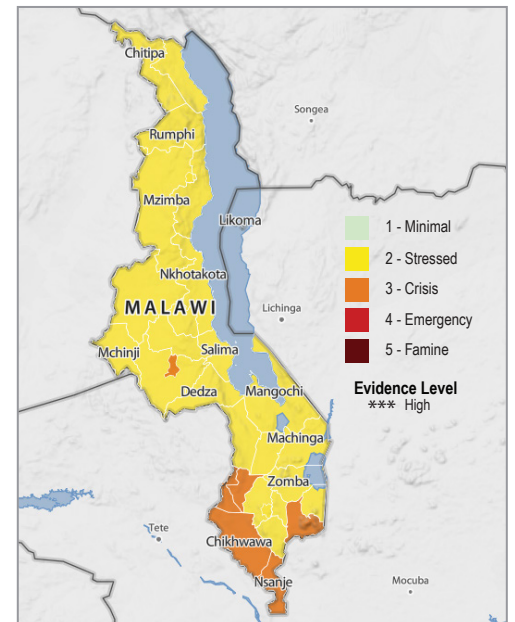 Chitipa
Songea
Rumphi
Mzimba
Likoma
1 - Minimal
2 - Stressed
Nkhotakota
3 - Crisis
MALAWI
Lichinga
4 - Emergency
Mchinji
Salima
5 - Famine
Dedza
Mangochi
Evidence Level
*** High
Machinga
Zomba
Tete
Chikhwawa
Nsanje
Mocuba